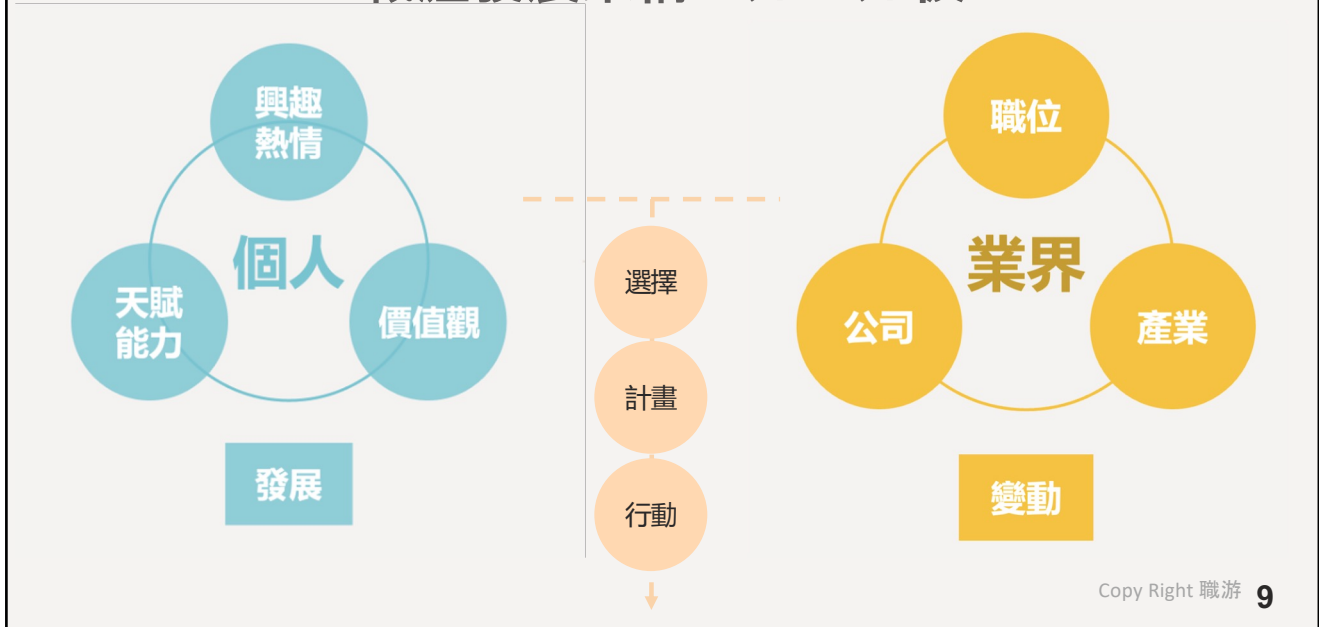 興趣
熱情
個人
天賦
能力
價值觀
發展
選擇
計畫
行動
職位
業界
公司
產業
變動
Copy Right 職游
9